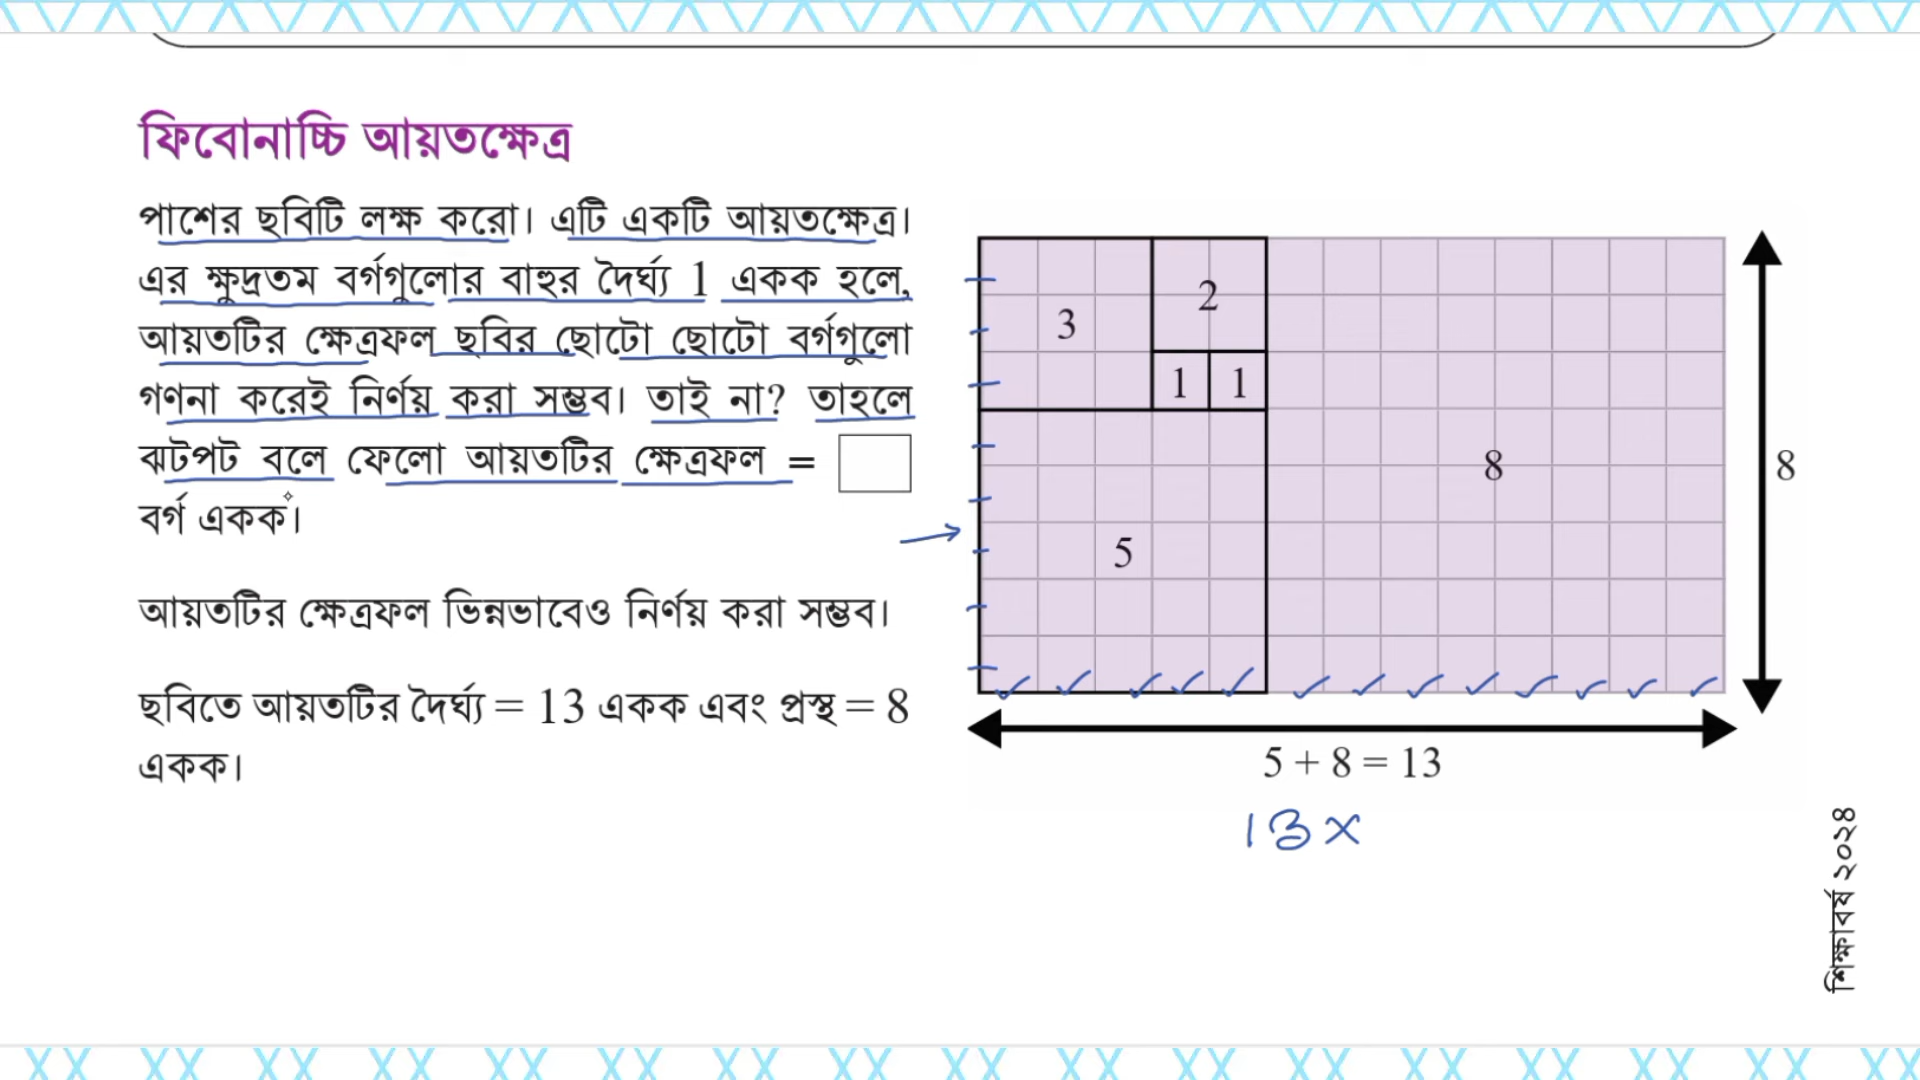 ফিবোনাচ্চি আয়তক্ষেত্র
পাশের ছবিটি লক্ষ করো। এটি একটি আয়তক্ষেত্র।
এর ক্ষুদ্রতম বর্গগুলোর বাহুর দৈর্ঘ্য 1 একক হলে,
আয়তটির ক্ষেত্রফল ছবির ছোটো ছোটো বর্গগুলো
গণনা করেই নির্ণয় করা সম্ভব। তাই না? তাহলে
ঝটপট বলে ফেলো আয়তটির ক্ষেত্রফল =
বর্গ একক।
আয়তটির ক্ষেত্রফল ভিন্নভাবেও নির্ণয় করা সম্ভব।
ছবিতে আয়তটির দৈর্ঘ্য = 13 একক এবং প্রস্থ = 8
একক।
2
3
1 1
8
8
5
5 + 8 = 13
13 ×
শিক্ষাবর্ষ ২০২৪